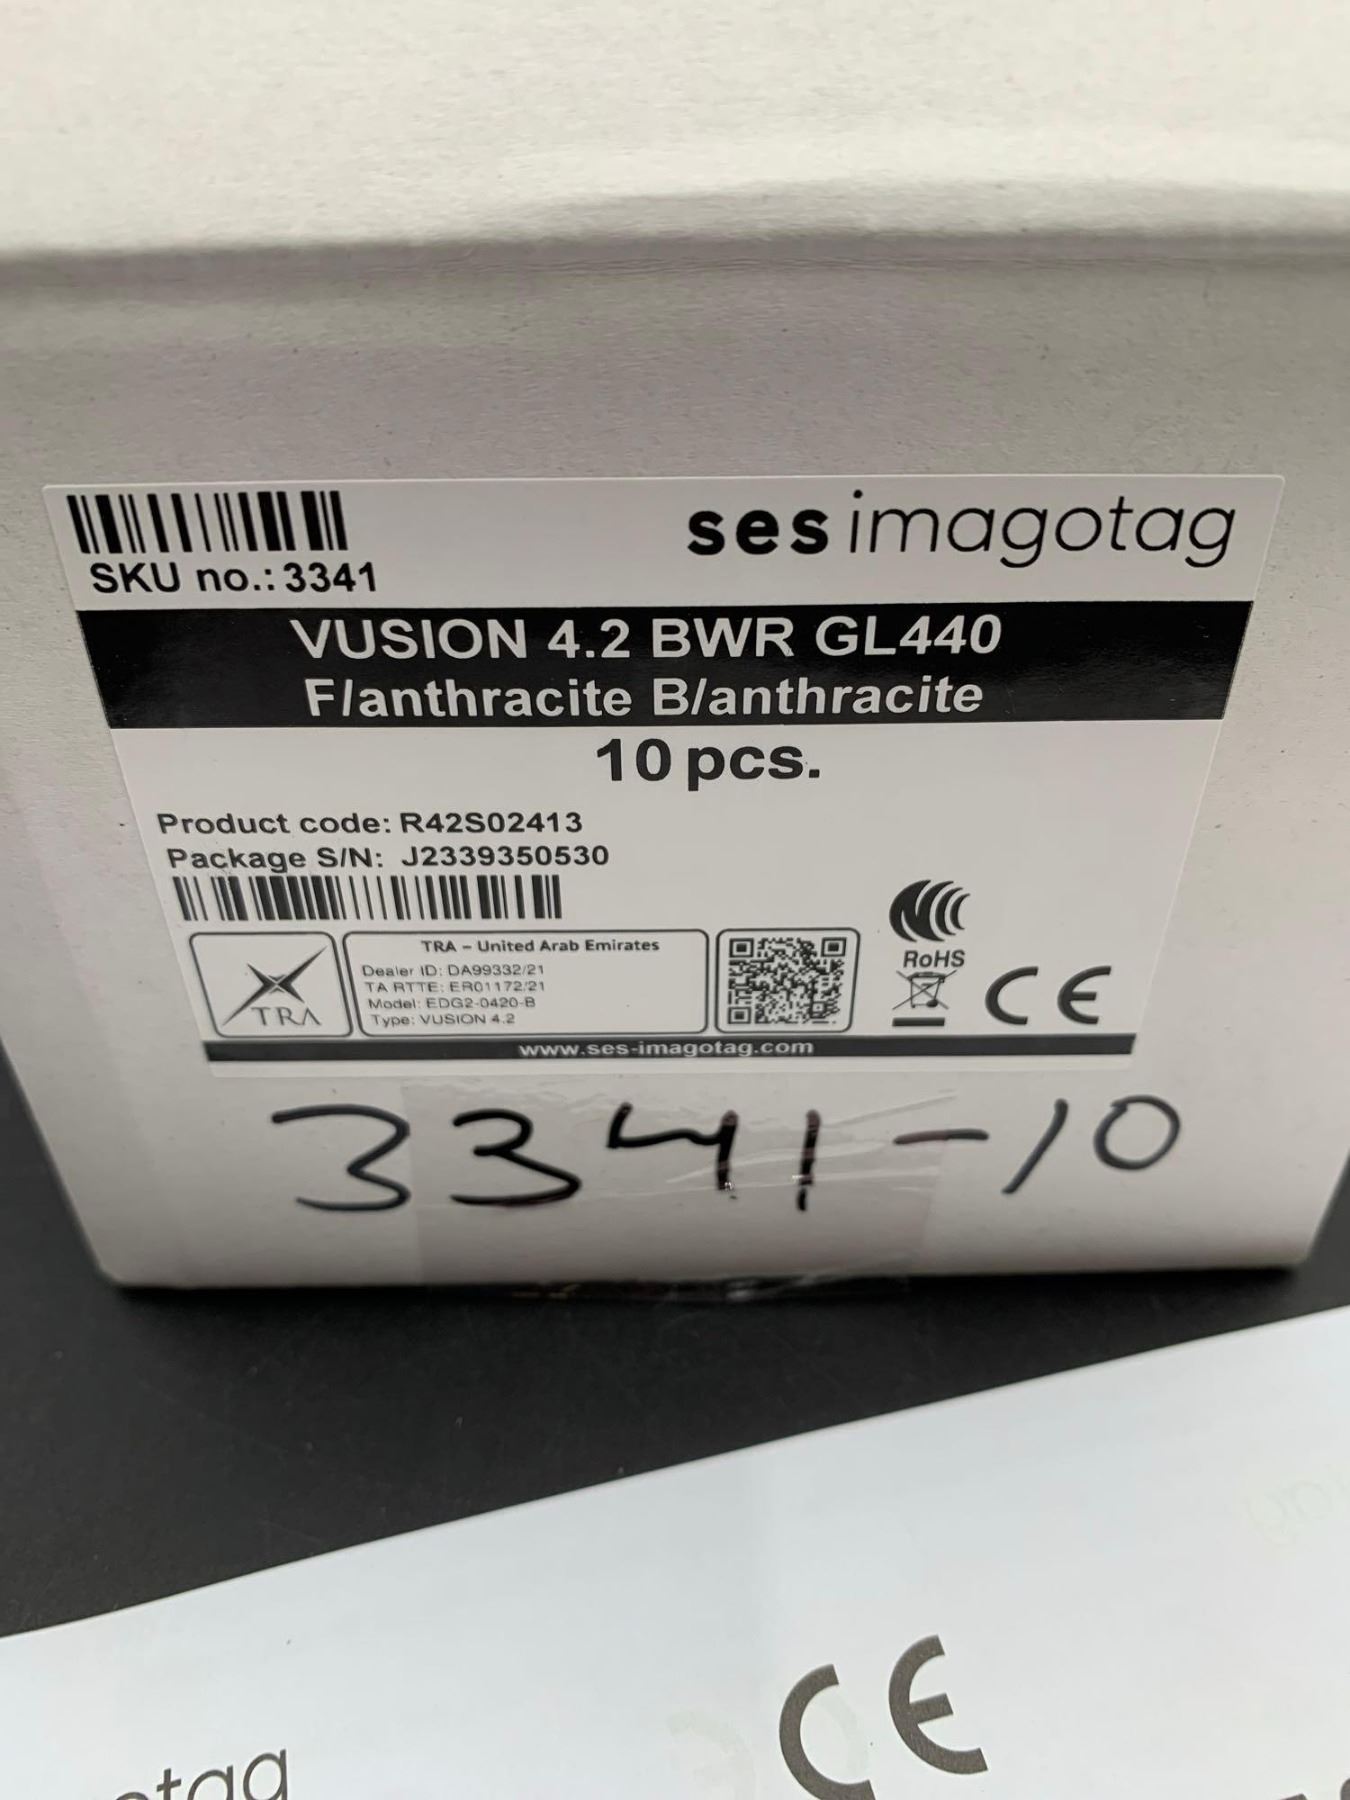 ses imagotag
SKU no.: 3341
VUSION 4.2 BWR GL440
F/anthracite B/anthracite
10 pcs.
Product code: R42S02413
Package S/N: J2339350530
TRA
TRA – United Arab Emirates
Dealer ID: DA99332/21
TA RTTE: ER01172/21
Model: EDG2-0420-B
Type: VUSION 4.2
RoHS
CE
www.ses-imagotag.com
3341-10
CE
otag